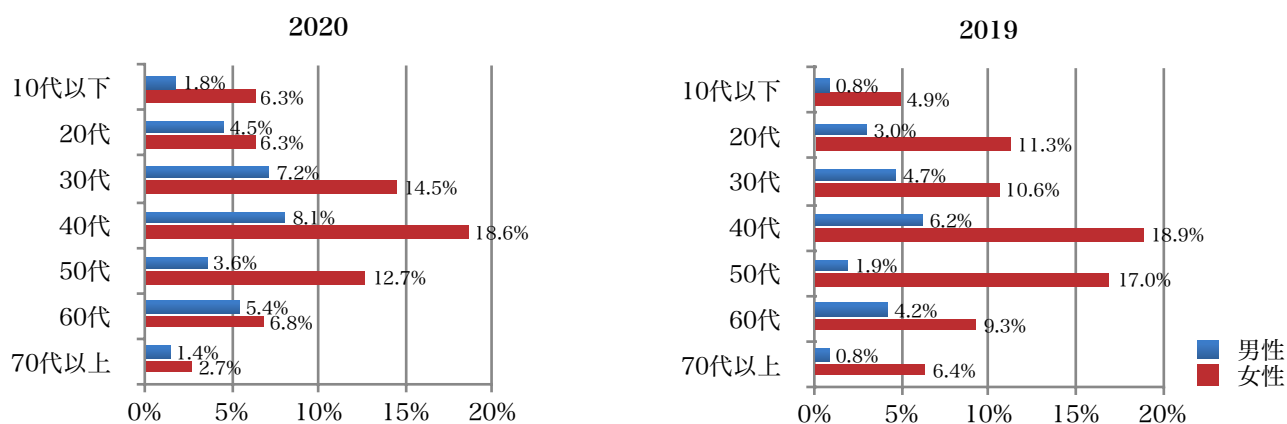 2020
10代以下
1.8%
6.3%
20代
4.5%
6.3%
30代
7.2%
14.5%
40代
8.1%
18.6%
50代
3.6%
12.7%
60代
5.4%
6.8%
70代以上
1.4%
2.7%
0% 5% 10% 15% 20%
2019
10代以下
0.8%
4.9%
20代
3.0%
11.3%
30代
4.7%
10.6%
40代
6.2%
18.9%
50代
1.9%
17.0%
60代
4.2%
9.3%
70代以上
0.8%
6.4%
0% 5% 10% 15% 20%
男性
女性